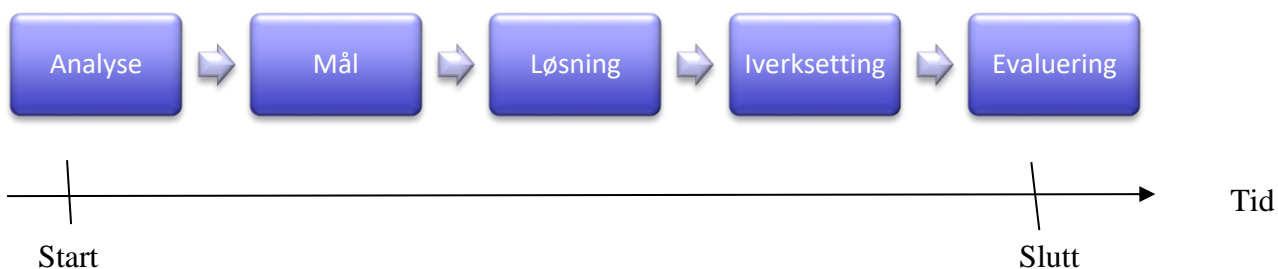 Analyse
Mål
Løsning
Iverksetting
Evaluering
Tid
Start
Slutt